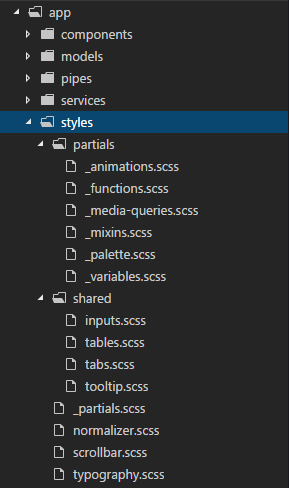 app
components
models
pipes
services
styles
partials
_animations.scss
_functions.scss
_media-queries.scss
_mixins.scss
_palette.scss
_variables.scss
shared
inputs.scss
tables.scss
tabs.scss
tooltip.scss
_partials.scss
normalizer.scss
scrollbar.scss
typography.scss